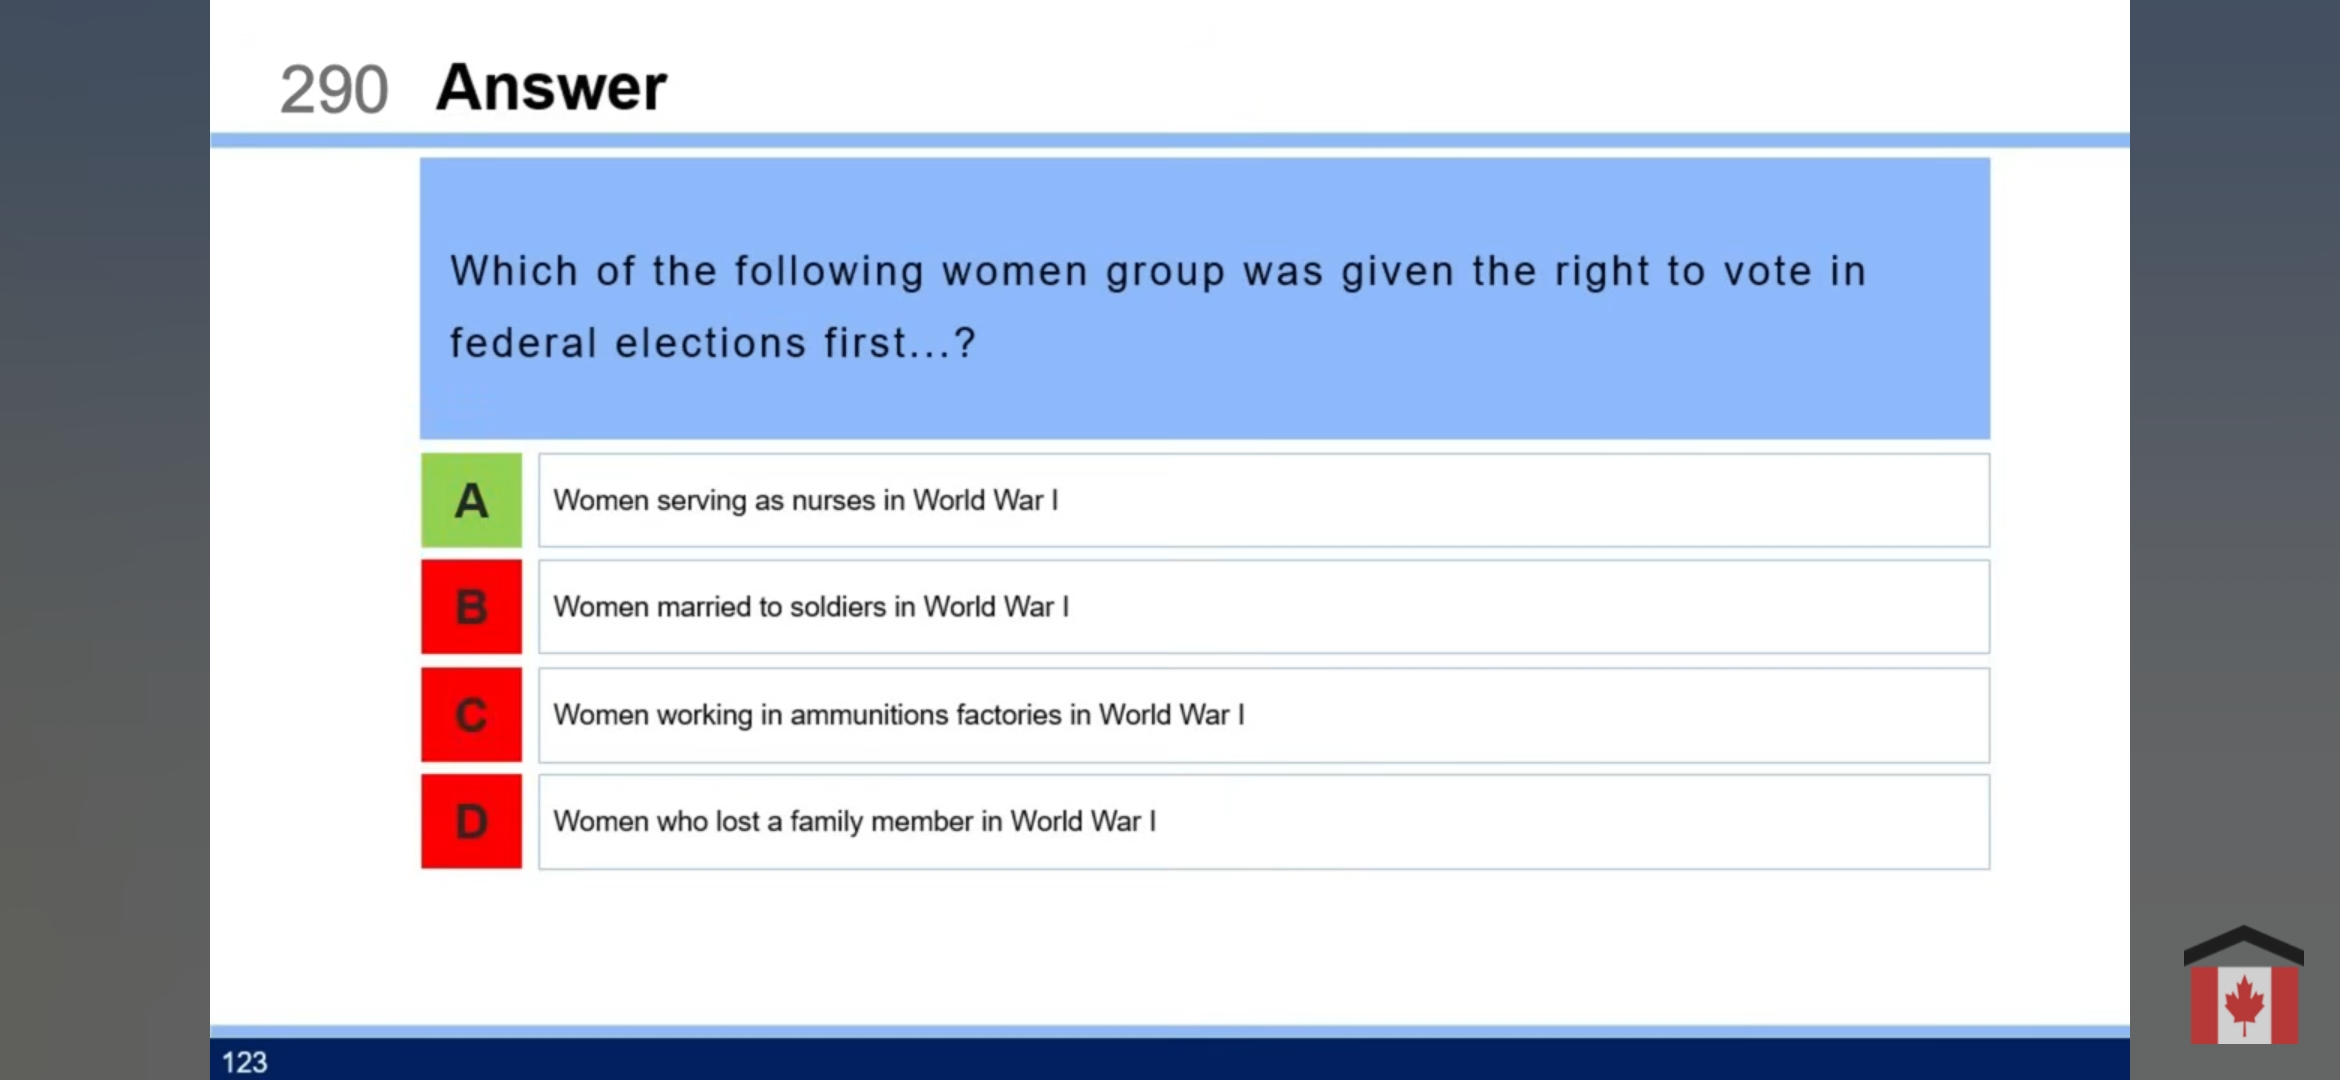 290 Answer
Which of the following women group was given the right to vote in
federal elections first...?
A Women serving as nurses in World War I
B Women married to soldiers in World War I
C Women working in ammunitions factories in World War I
D Women who lost a family member in World War I
123